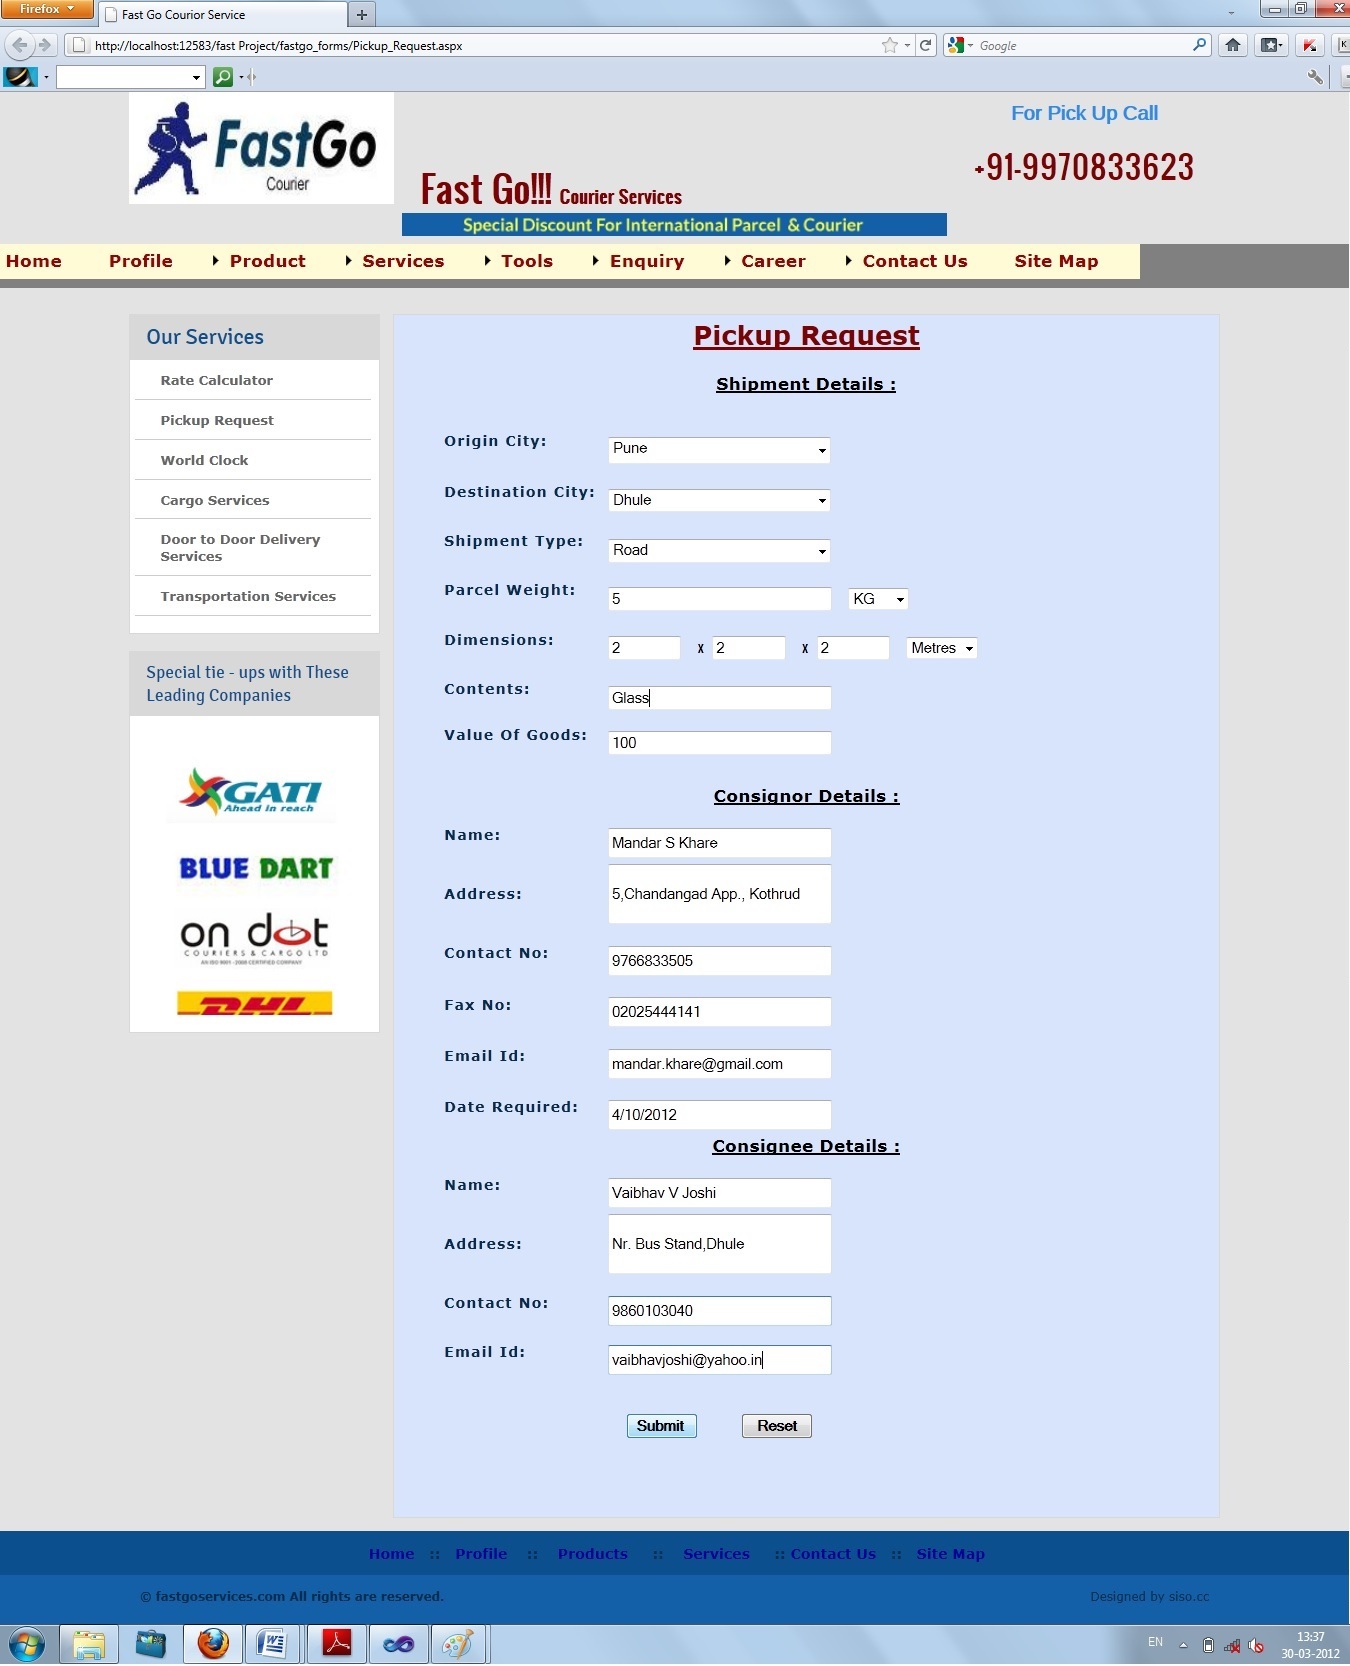 Firefox
Fast Go Courior Service
http://localhost:12583/fast Project/fastgo_forms/Pickup_Request.aspx
Google
FastGo
Courier
Fast Go!!! Courier Services
For Pick Up Call
+91-9970833623
Special Discount For International Parcel & Courier
Home Profile Product Services Tools Enquiry Career Contact Us Site Map
Our Services
Rate Calculator
Pickup Request
World Clock
Cargo Services
Door to Door Delivery
Services
Transportation Services
Special tie - ups with These
Leading Companies
GATI
Ahead in reach
BLUE DART
on dot
COURIERS & CARGO LTD
AN ISO 9001 : 2008 CERTIFIED COMPANY
DHL
Pickup Request
Shipment Details :
Origin City: Pune
Destination City: Dhule
Shipment Type: Road
Parcel Weight: 5 KG
Dimensions: 2 x 2 x 2 Metres
Contents: Glass
Value Of Goods: 100
Consignor Details :
Name: Mandar S Khare
Address: 5,Chandangad App., Kothrud
Contact No: 9766833505
Fax No: 02025444141
Email Id: mandar.khare@gmail.com
Date Required: 4/10/2012
Consignee Details :
Name: Vaibhav V Joshi
Address: Nr. Bus Stand,Dhule
Contact No: 9860103040
Email Id: vaibhavjoshi@yahoo.in
Submit Reset
Home :: Profile :: Products :: Services :: Contact Us :: Site Map
© fastgoservices.com All rights are reserved.
Designed by siso.cc
EN
13:37
30-03-2012